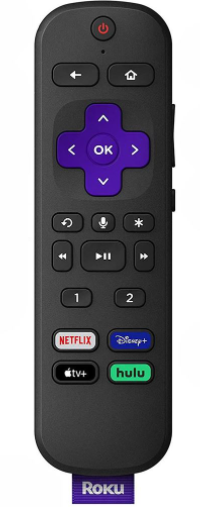 OK
1 2
NETFLIX Disney+
tv+ hulu
Roku